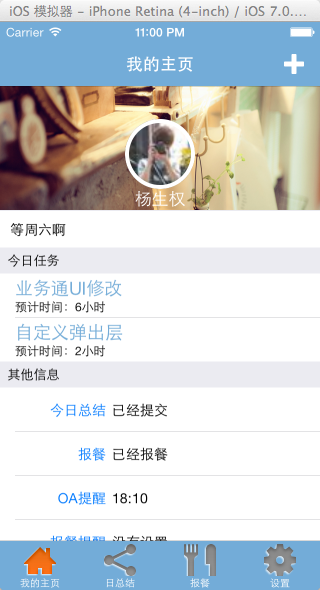 iOS 模拟器 – iPhone Retina (4-inch) / iOS 7.0....
Carrier 11:00 PM
我的主页
杨生权
等周六啊
今日任务
业务通UI修改
预计时间：6小时
自定义弹出层
预计时间：2小时
其他信息
今日总结 已经提交
报餐 已经报餐
OA提醒 18:10
报餐提醒 没有设置
我的主页 日总结 报餐 设置